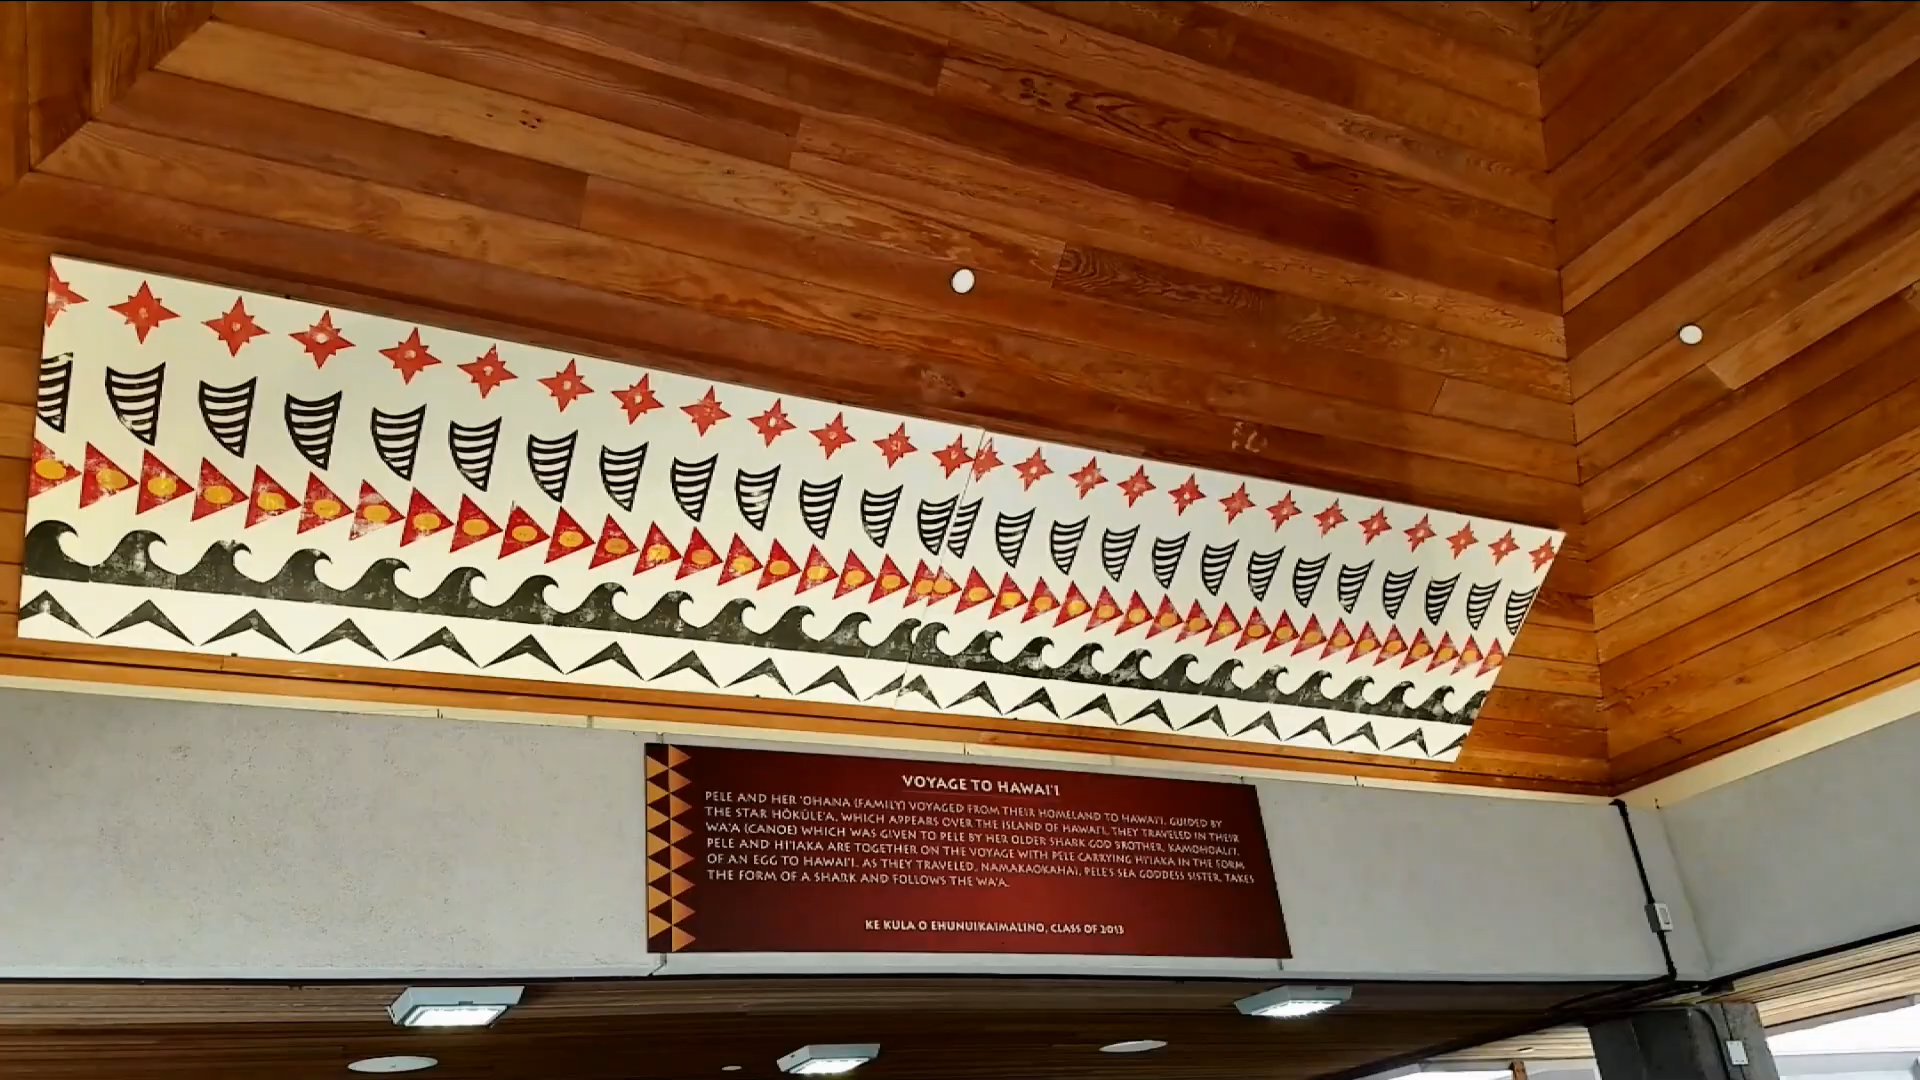 VOYAGE TO HAWAI'I
PELE AND HER 'OHANA (FAMILY) VOYAGED FROM THEIR HOMELAND TO HAWAI'I. GUIDED BY
THE STAR HŌKŪLE'A, WHICH APPEARS OVER THE ISLAND OF HAWAI'I, THEY TRAVELED IN THEIR
WA'A (CANOE) WHICH WAS GIVEN TO PELE BY HER OLDER SHARK GOD BROTHER, KAMOHOALI'I.
PELE AND HI'IAKA ARE TOGETHER ON THE VOYAGE WITH PELE CARRYING HI'IAKA IN THE FORM
OF AN EGG TO HAWAI'I. AS THEY TRAVELED, NAMAKAOKAHAI, PELE'S SEA GODDESS SISTER, TAKES
THE FORM OF A SHARK AND FOLLOWS THE WA'A.
KE KULA O EHUNUIKAIMALINO, CLASS OF 2013